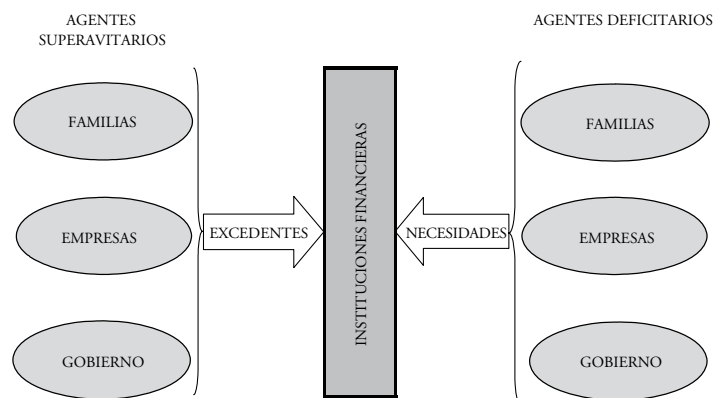 AGENTES
SUPERAVITARIOS
AGENTES DEFICITARIOS
FAMILIAS
EMPRESAS
GOBIERNO
EXCEDENTES
INSTITUCIONES FINANCIERAS
NECESIDADES
FAMILIAS
EMPRESAS
GOBIERNO